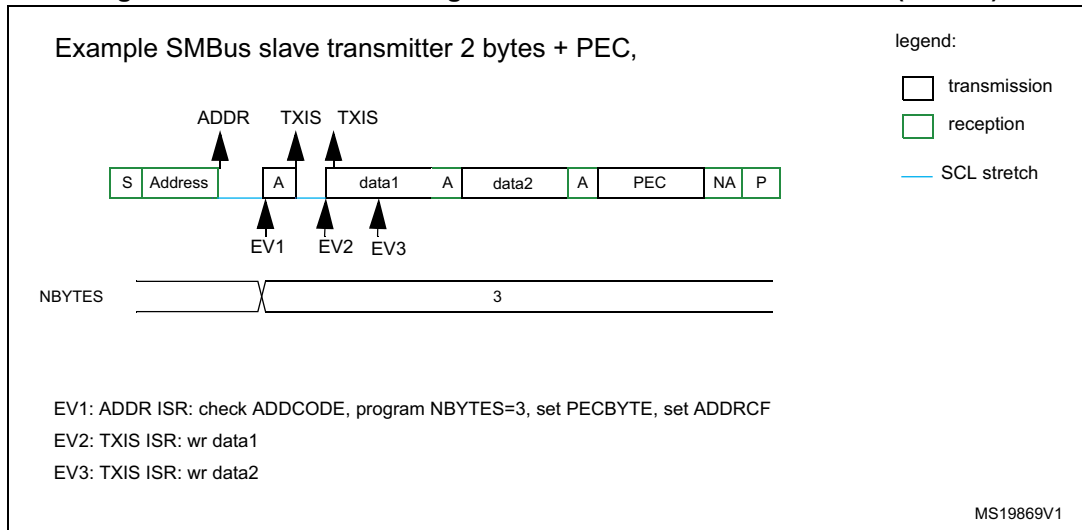 Example SMBus slave transmitter 2 bytes + PEC,
legend:
transmission
reception
SCL stretch
ADDR TXIS TXIS
S Address A data1 A data2 A PEC NA P
EV1 EV2 EV3
NBYTES 3
EV1: ADDR ISR: check ADDCODE, program NBYTES=3, set PECBYTE, set ADDRCF
EV2: TXIS ISR: wr data1
EV3: TXIS ISR: wr data2
MS19869V1